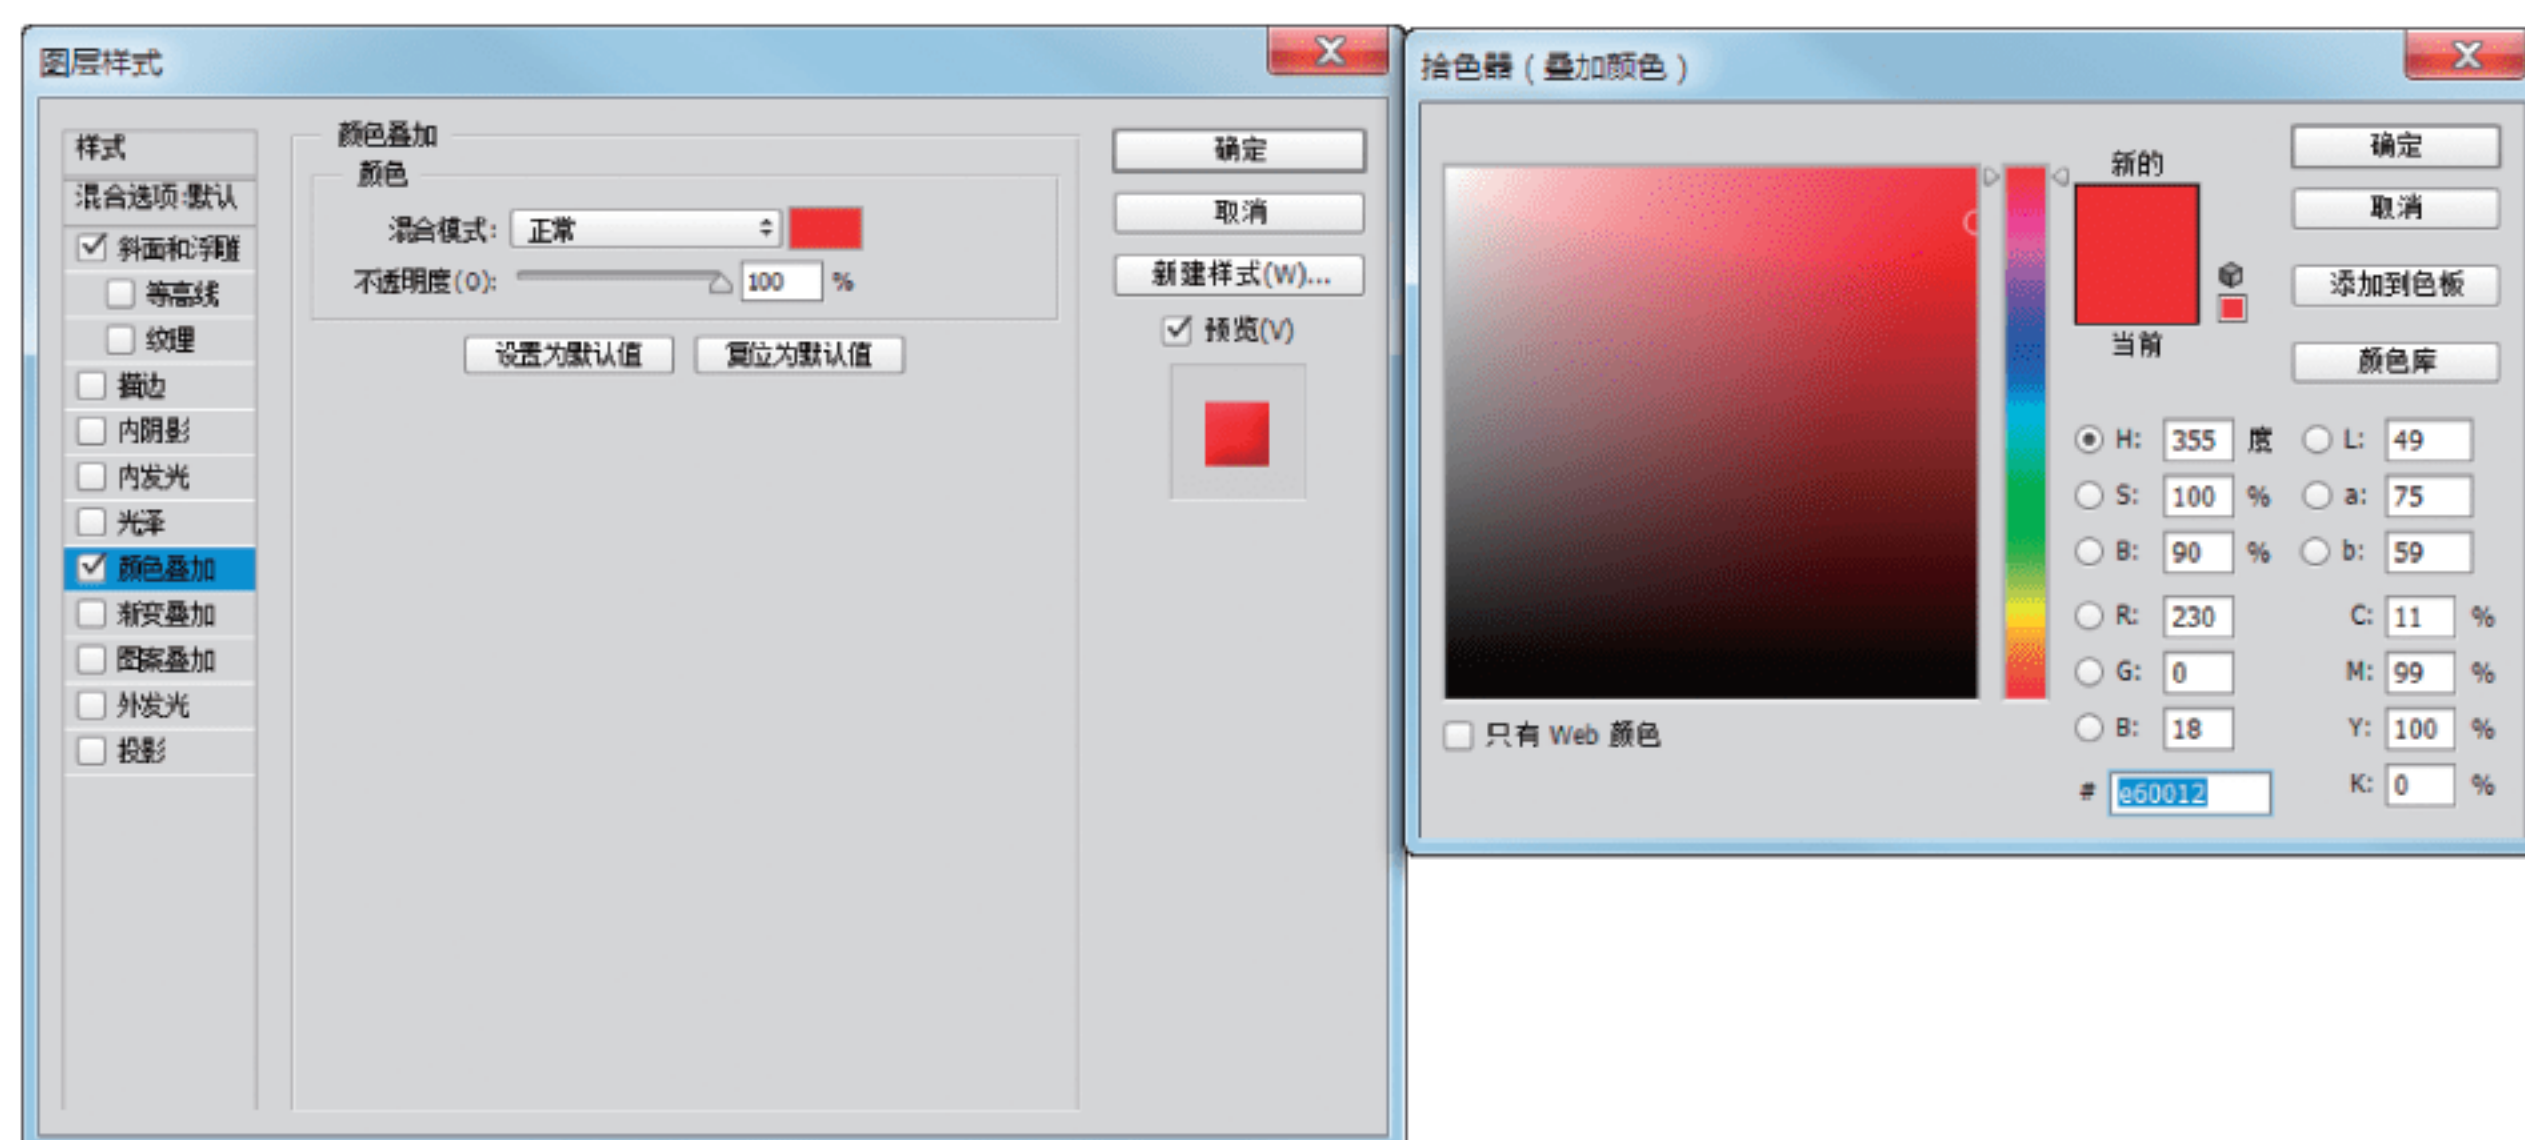 图层样式
样式
混合选项:默认
斜面和浮雕
等高线
纹理
描边
内阴影
内发光
光泽
颜色叠加
渐变叠加
图案叠加
外发光
投影
颜色叠加
颜色
混合模式: 正常
不透明度(O): 100 %
设置为默认值 复位为默认值
确定
取消
新建样式(W)...
预览(V)
拾色器（叠加颜色）
新的
当前
确定
取消
添加到色板
颜色库
H: 355 度 L: 49
S: 100 % a: 75
B: 90 % b: 59
R: 230 C: 11 %
G: 0 M: 99 %
B: 18 Y: 100 %
# e60012 K: 0 %
只有 Web 颜色